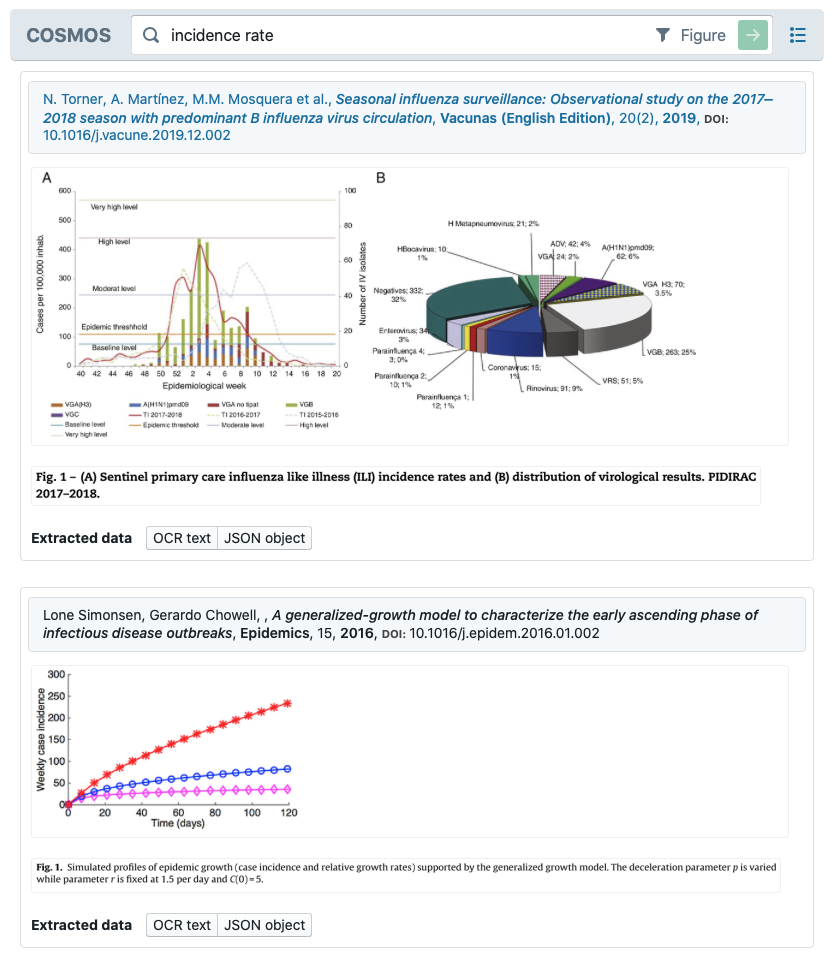 COSMOS
incidence rate
Figure
N. Torner, A. Martínez, M.M. Mosquera et al., Seasonal influenza surveillance: Observational study on the 2017–
2018 season with predominant B influenza virus circulation, Vacunas (English Edition), 20(2), 2019, DOI:
10.1016/j.vacune.2019.12.002
A
B
600
500
400
300
200
100
0
Cases per 100,000 inhab.
Very high level
High level
Moderat level
Epidemic threshhold
Baseline level
100
80
60
40
20
0
Number of IV isolates
40 42 44 46 48 50 52 2 4 6 8 10 12 14 16 18 20
Epidemiological week
VGA(H3)
A(H1N1)pmd09
VGA no tipat
VGB
VGC
TI 2017-2018
TI 2016-2017
TI 2015-2016
Baseline level
Epidemic threshold
Moderate level
High level
Very high level
H Metapneumovirus; 21; 2%
HBocavirus; 10
1%
ADV; 42; 4%
VGA; 24; 2%
A(H1N1)pmd09;
62; 6%
VGA H3; 70;
3.5%
Negatives; 332;
32%
Enterovirus; 34
3%
Parainfluença 4;
3; 0%
Parainfluença 2;
10; 1%
Parainfluença 1;
12; 1%
Coronavirus; 15;
1%
Rinovirus; 91; 9%
VRS; 51; 5%
VGB; 263; 25%
Fig. 1 – (A) Sentinel primary care influenza like illness (ILI) incidence rates and (B) distribution of virological results. PIDIRAC
2017–2018.
Extracted data
OCR text
JSON object
Lone Simonsen, Gerardo Chowell, , A generalized-growth model to characterize the early ascending phase of
infectious disease outbreaks, Epidemics, 15, 2016, DOI: 10.1016/j.epidem.2016.01.002
300
250
200
150
100
50
0
Weekly case incidence
0 20 40 60 80 100 120
Time (days)
Fig. 1. Simulated profiles of epidemic growth (case incidence and relative growth rates) supported by the generalized growth model. The deceleration parameter p is varied
while parameter r is fixed at 1.5 per day and C(0) = 5.
Extracted data
OCR text
JSON object